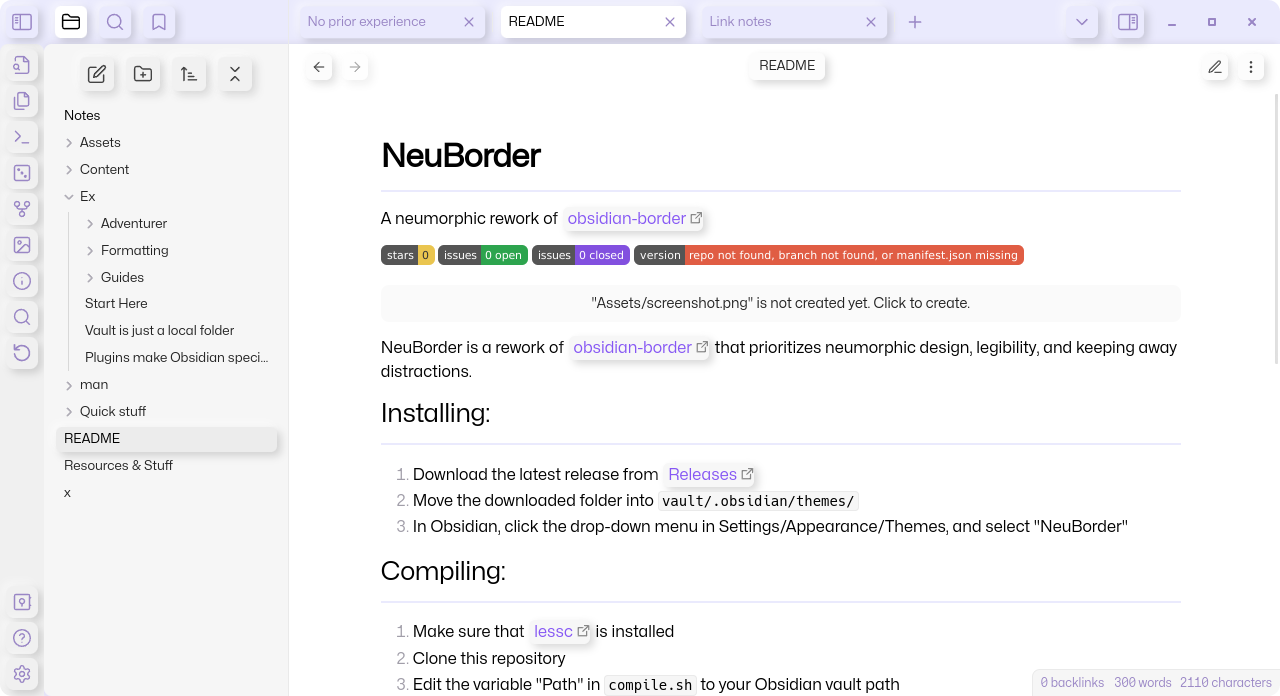 No prior experience
README
Link notes
README
Notes
Assets
Content
Ex
Adventurer
Formatting
Guides
Start Here
Vault is just a local folder
Plugins make Obsidian speci...
man
Quick stuff
README
Resources & Stuff
x
NeuBorder
A neumorphic rework of obsidian-border
stars 0 issues 0 open issues 0 closed version repo not found, branch not found, or manifest.json missing
"Assets/screenshot.png" is not created yet. Click to create.
NeuBorder is a rework of obsidian-border that prioritizes neumorphic design, legibility, and keeping away
distractions.
Installing:
1. Download the latest release from Releases
2. Move the downloaded folder into vault/.obsidian/themes/
3. In Obsidian, click the drop-down menu in Settings/Appearance/Themes, and select "NeuBorder"
Compiling:
1. Make sure that lessc is installed
2. Clone this repository
3. Edit the variable "Path" in compile.sh to your Obsidian vault path
0 backlinks 300 words 2110 characters